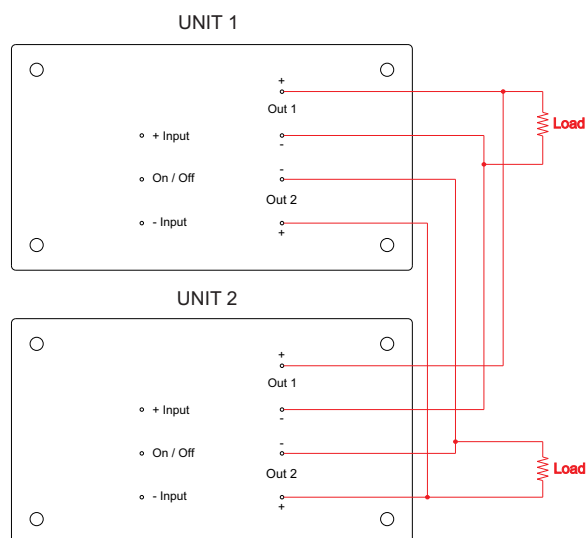 UNIT 1
+
Out 1
Load
+ Input
-
-
On / Off
Out 2
- Input
+
UNIT 2
+
Out 1
+ Input
-
-
On / Off
Out 2
Load
- Input
+